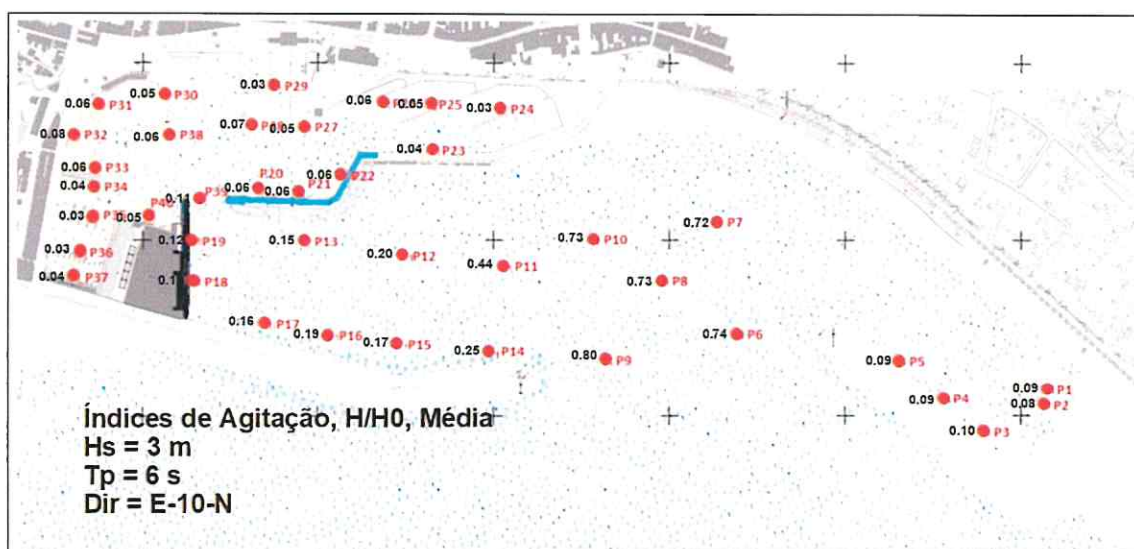 0.03 P29
0.05 P30
0.06 P31
0.06
0.05 P25
0.03 P24
0.08 P32
0.06 P38
0.07
0.05 P27
0.04 P23
0.06 P33
0.04 P34
0.06 P20
0.06 P21
0.06 P22
0.11 P39
0.03
0.05 P40
0.72 P7
0.12 P19
0.15 P13
0.73 P10
0.03 P36
0.20 P12
0.44 P11
0.04 P37
P18
0.73 P8
0.16 P17
0.19 P16
0.17 P15
0.25 P14
0.74 P6
0.80 P9
0.09 P5
0.09 P1
0.09 P4
0.08 P2
0.10 P3
Índices de Agitação, H/H0, Média
Hs = 3 m
Tp = 6 s
Dir = E-10-N